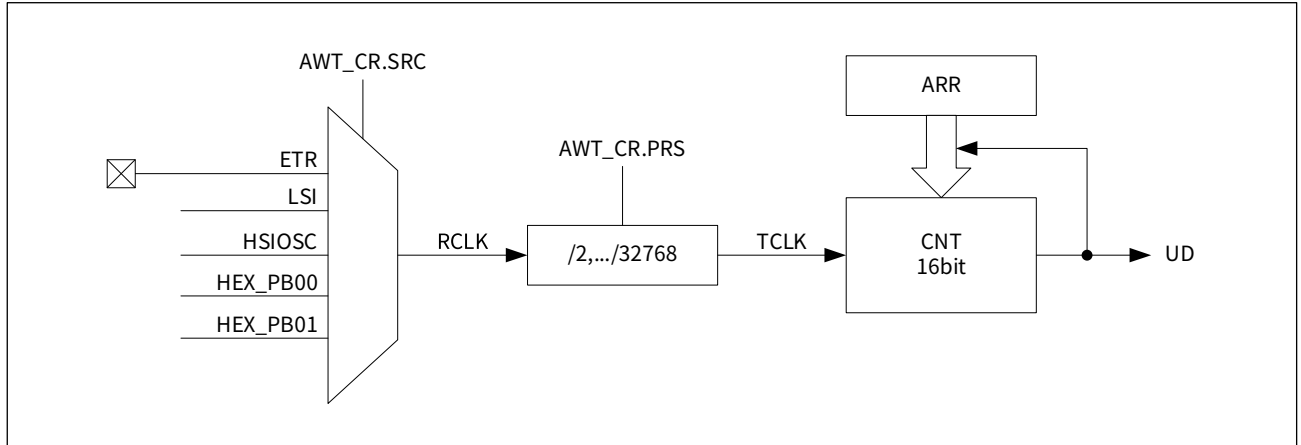 AWT_CR.SRC
ARR
AWT_CR.PRS
ETR
LSI
HSIOSC
HEX_PB00
HEX_PB01
RCLK
/2,.../32768
TCLK
CNT
16bit
UD